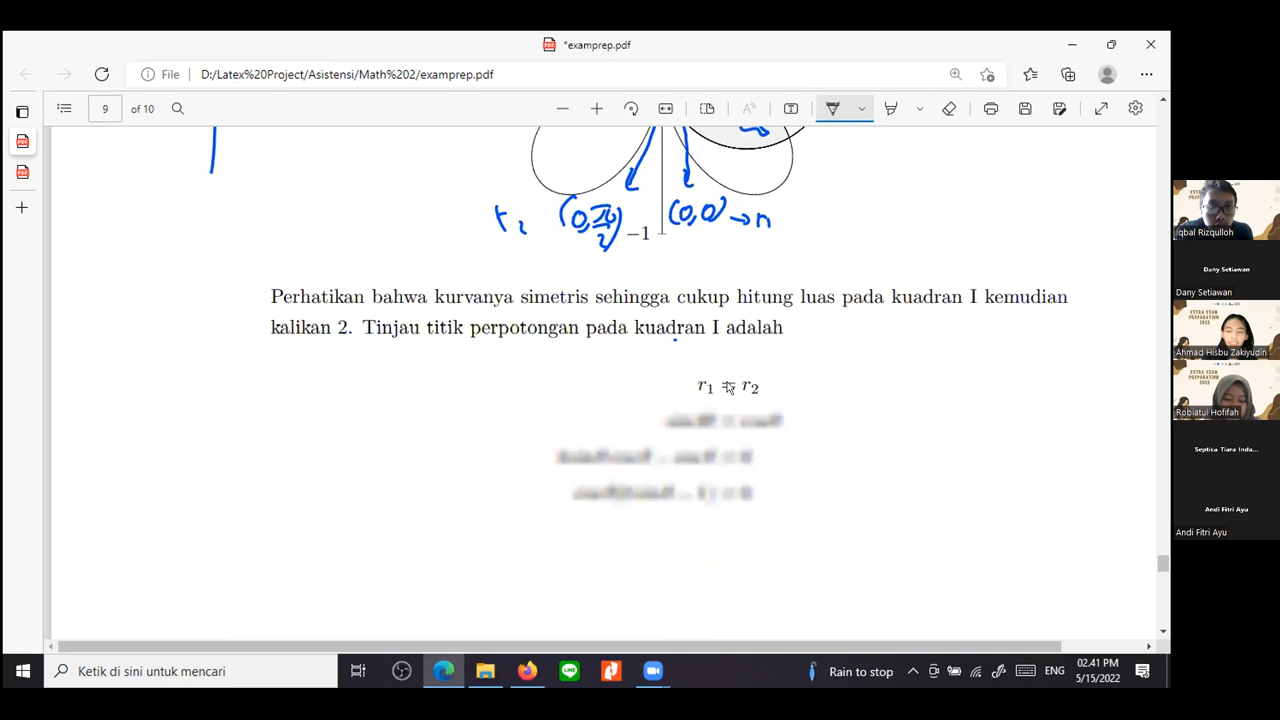 *examprep.pdf
File
D:/Latex%20Project/Asistensi/Math%202/examprep.pdf
9 of 10
r₂ (0, π/2) (0,0) → r₁
−1
Perhatikan bahwa kurvanya simetris sehingga cukup hitung luas pada kuadran I kemudian
kalikan 2. Tinjau titik perpotongan pada kuadran I adalah
r₁ = r₂
Iqbal Rizqulloh
Dany Setiawan
Dany Setiawan
Ahmad Hisbu Zakiyudin
Robiatul Hofifah
Septica Tiara Inda...
Andi Fitri Ayu
Andi Fitri Ayu
Ketik di sini untuk mencari
Rain to stop
ENG
02.41 PM
5/15/2022